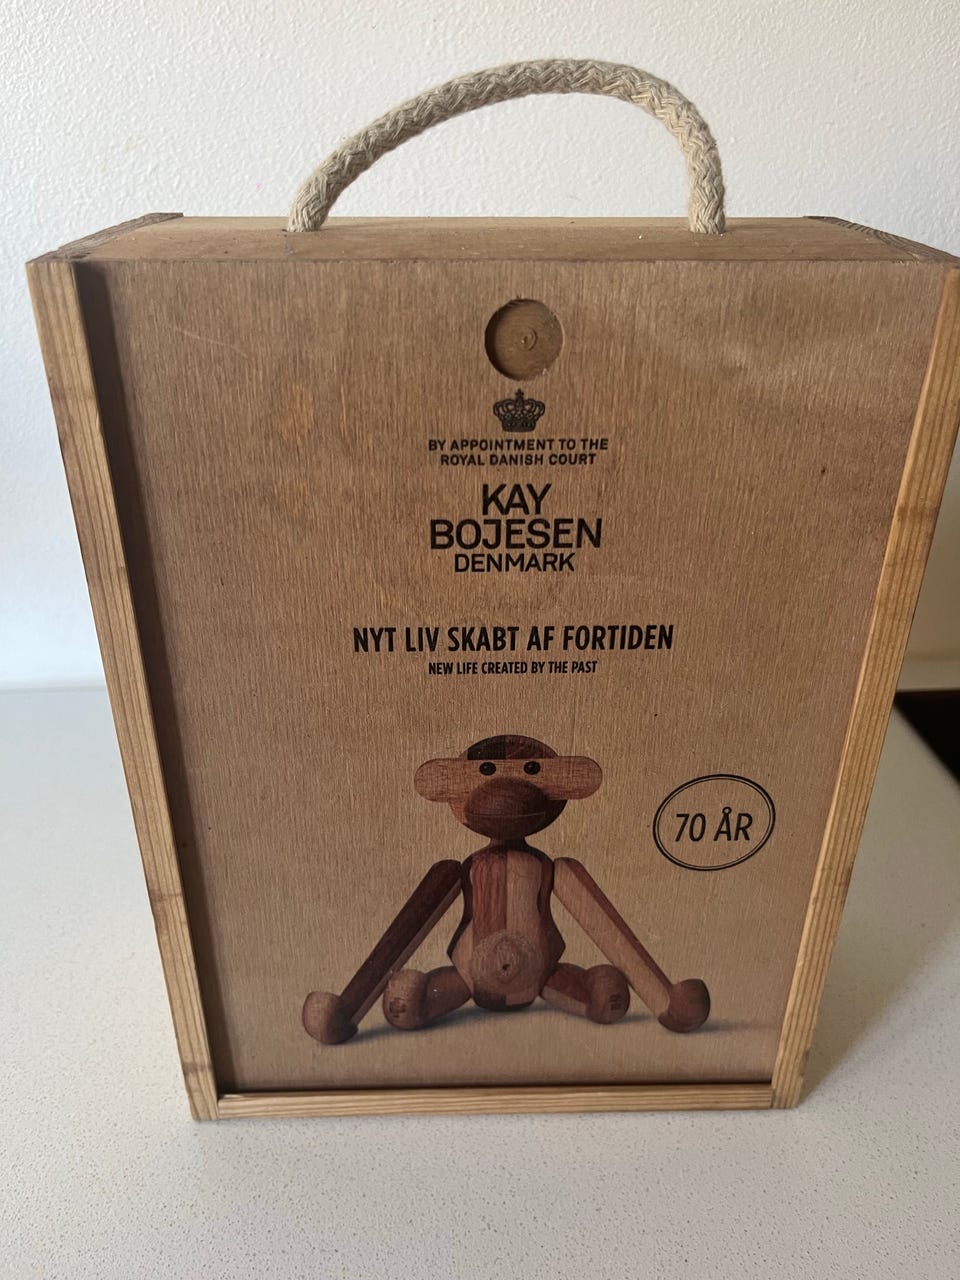 BY APPOINTMENT TO THE
ROYAL DANISH COURT
KAY
BOJESEN
DENMARK
NYT LIV SKABT AF FORTIDEN
NEW LIFE CREATED BY THE PAST
70 ÅR